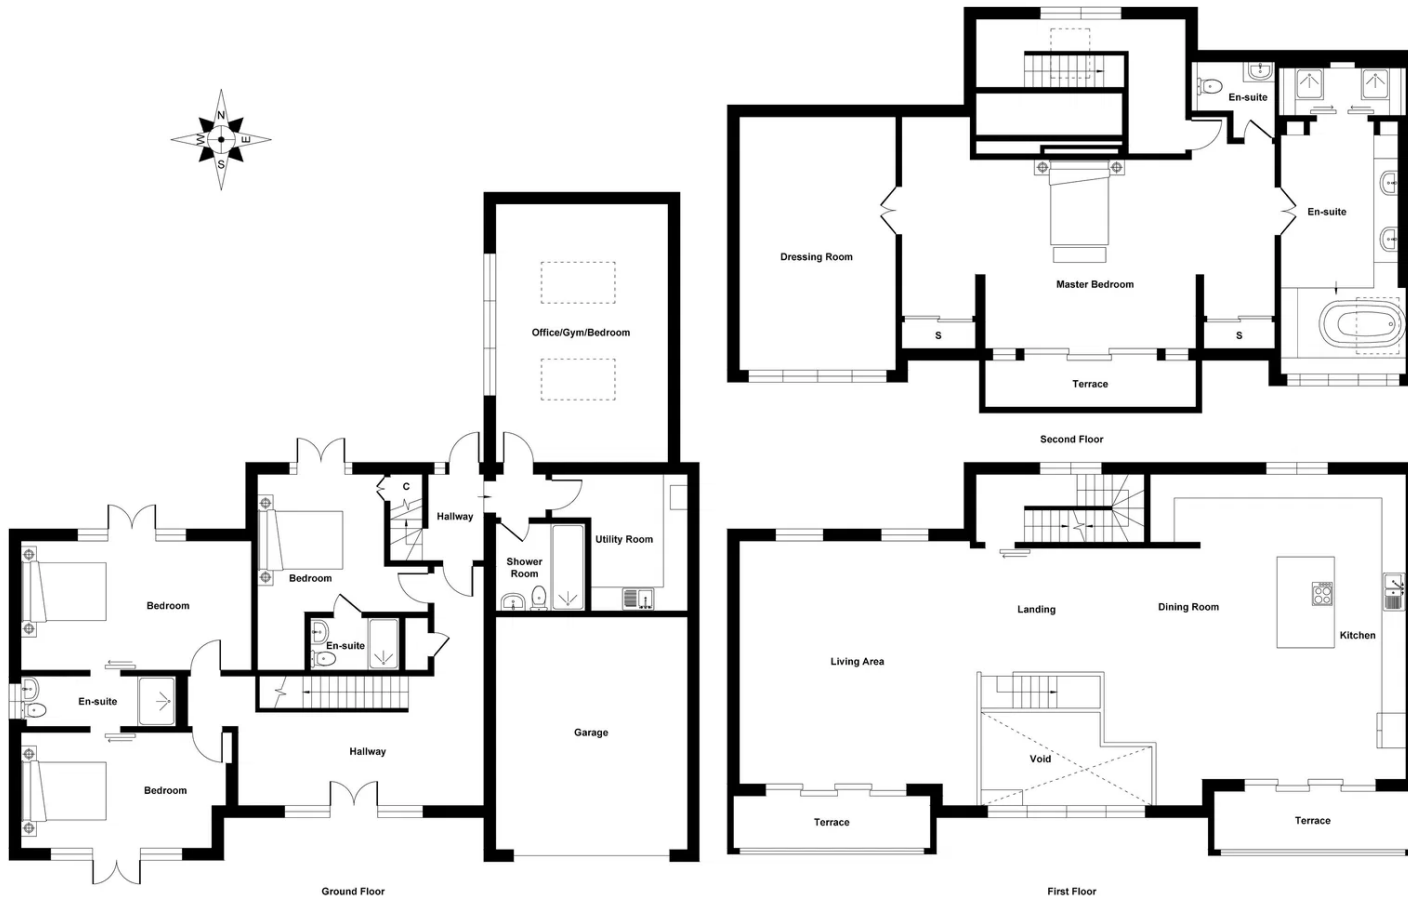 N
W
E
S
En-suite
En-suite
Dressing Room
Master Bedroom
S
S
Terrace
Second Floor
Office/Gym/Bedroom
C
Hallway
Utility Room
Shower
Room
Bedroom
Bedroom
En-suite
En-suite
Hallway
Garage
Bedroom
Ground Floor
Landing
Dining Room
Kitchen
Living Area
Void
Terrace
Terrace
First Floor